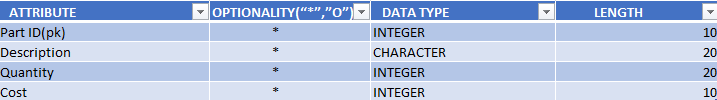 ATTRIBUTE OPTIONALITY(“*”,”O”) DATA TYPE LENGTH
Part ID(pk) * INTEGER 10
Description * CHARACTER 20
Quantity * INTEGER 20
Cost * INTEGER 10